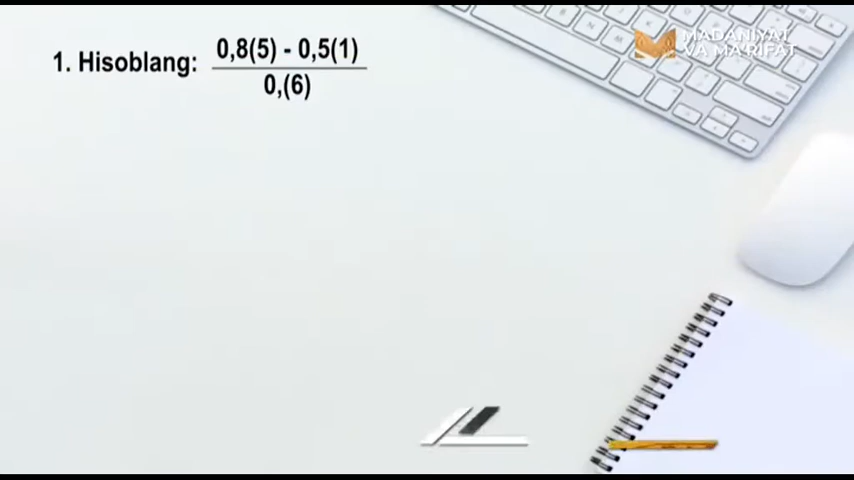 1. Hisoblang: 0,8(5) - 0,5(1)
0,(6)
MADANIYAT
VA MA'RIFAT